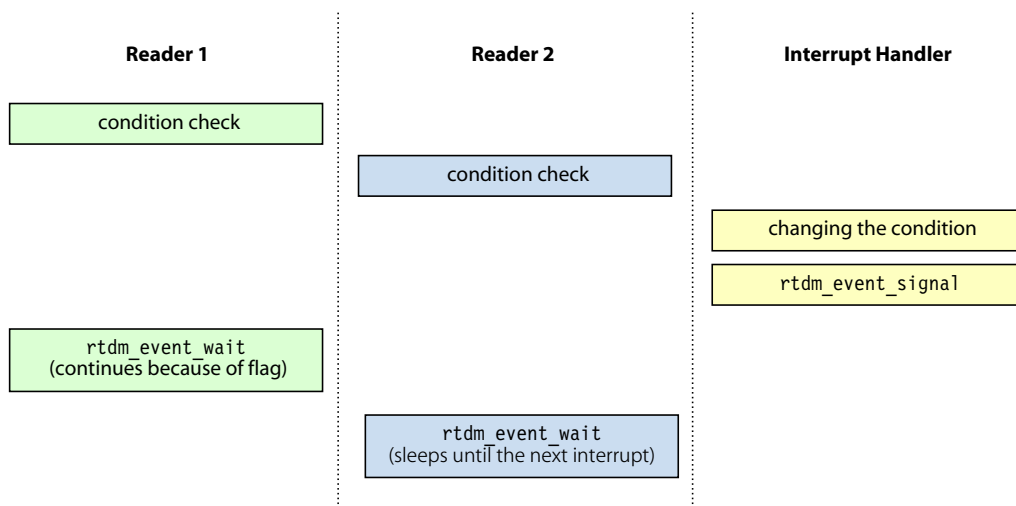 Reader 1
Reader 2
Interrupt Handler
condition check
condition check
changing the condition
rtdm_event_signal
rtdm_event_wait
(continues because of flag)
rtdm_event_wait
(sleeps until the next interrupt)